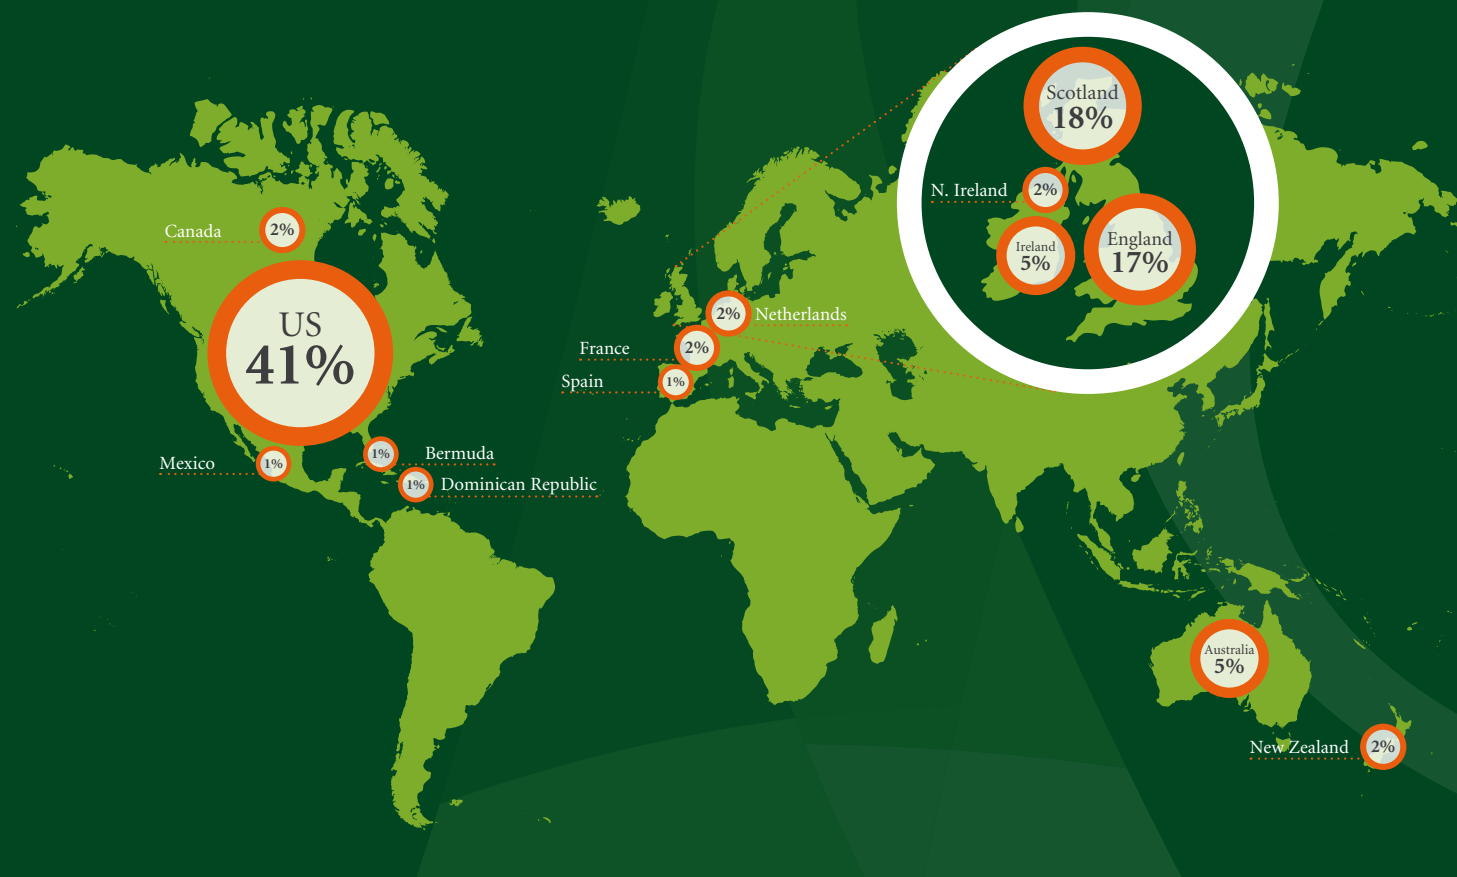 Scotland
18%
N. Ireland
2%
Ireland
5%
England
17%
Canada
2%
US
41%
2%
Netherlands
France
2%
Spain
1%
Mexico
1%
1%
Bermuda
1%
Dominican Republic
Australia
5%
New Zealand
2%